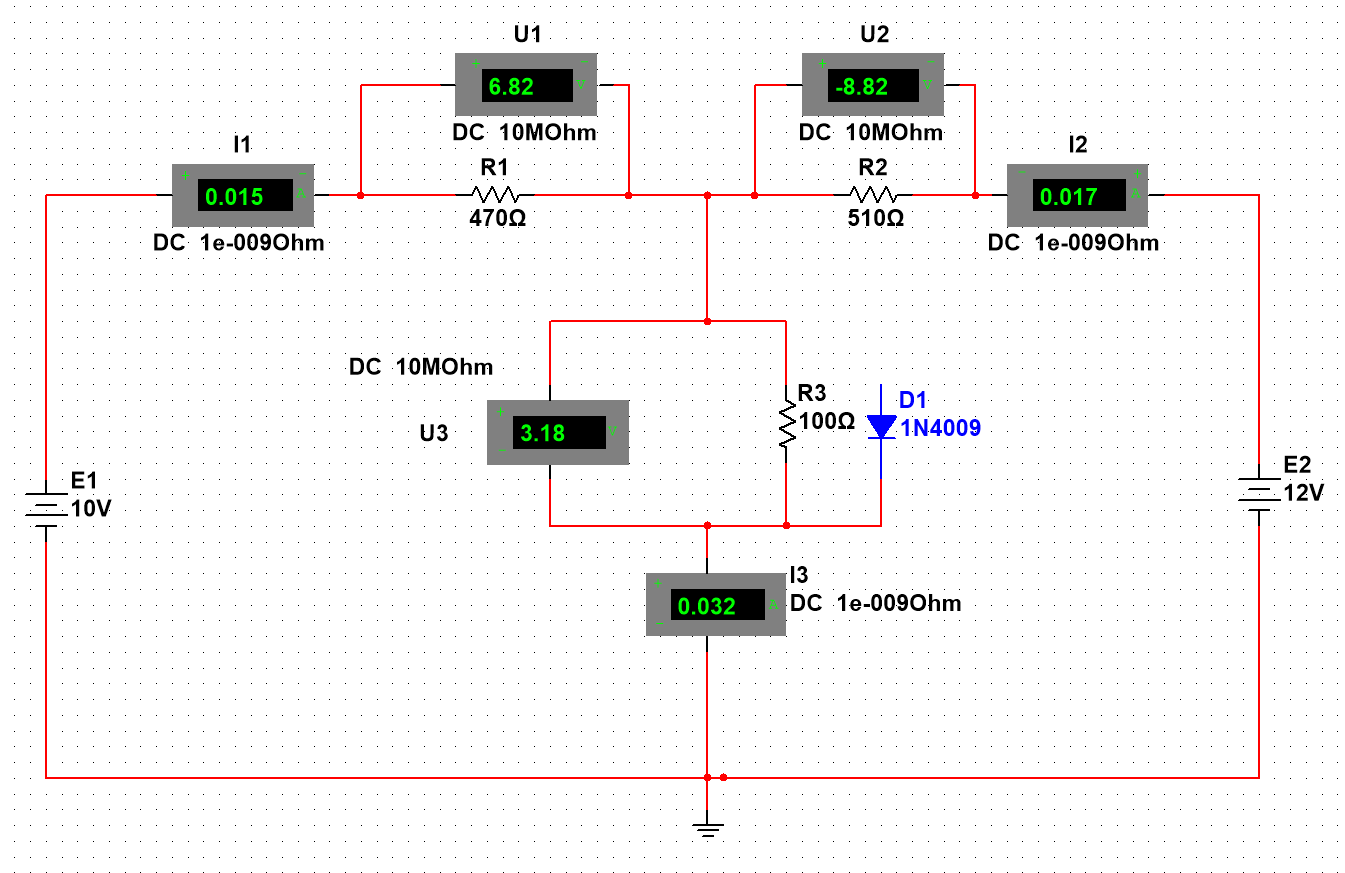 U1
U2
+ −
6.82 V
+ −
-8.82 V
DC 10MOhm
DC 10MOhm
I1
I2
R1
R2
+ −
0.015 A
− +
0.017 A
470Ω
510Ω
DC 1e-009Ohm
DC 1e-009Ohm
DC 10MOhm
R3
100Ω
D1
1N4009
U3
+
3.18 V
−
E1
10V
E2
12V
I3
+
0.032 A
−
DC 1e-009Ohm